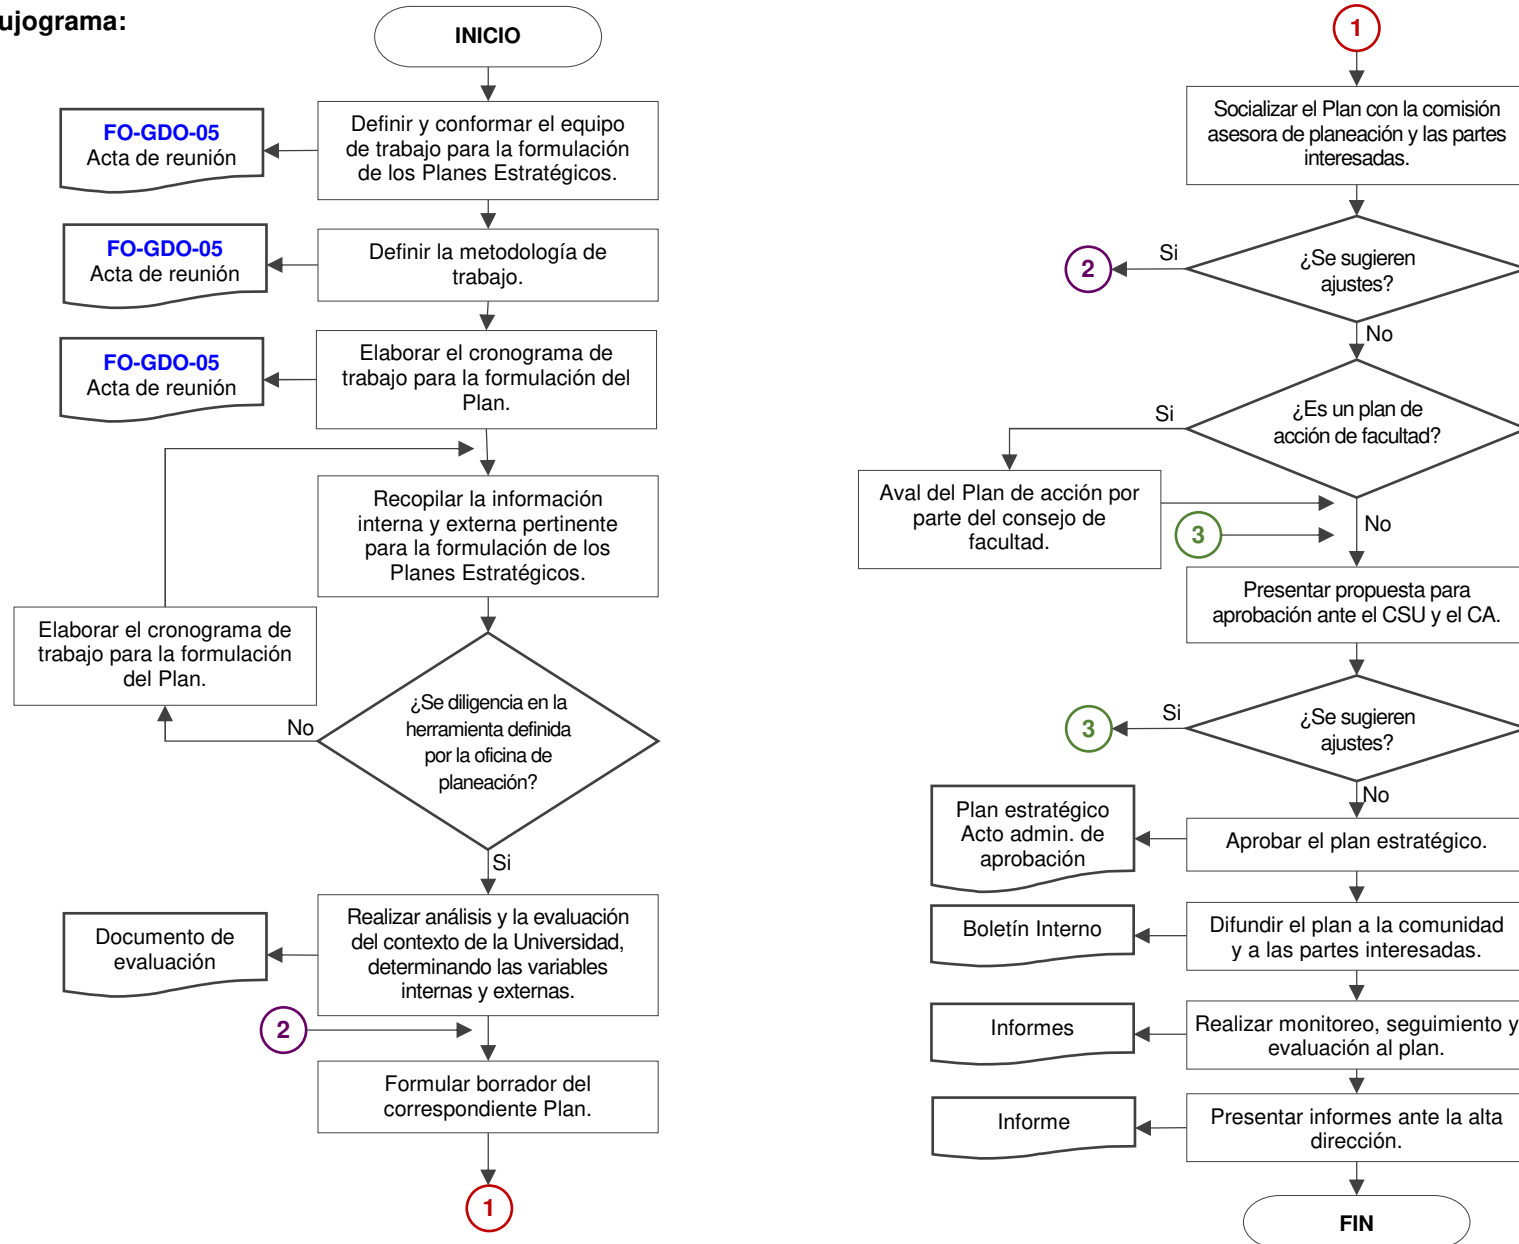 ujograma:
INICIO
FO-GDO-05
Acta de reunión
Definir y conformar el equipo
de trabajo para la formulación
de los Planes Estratégicos.
FO-GDO-05
Acta de reunión
Definir la metodología de
trabajo.
FO-GDO-05
Acta de reunión
Elaborar el cronograma de
trabajo para la formulación del
Plan.
Recopilar la información
interna y externa pertinente
para la formulación de los
Planes Estratégicos.
Elaborar el cronograma de
trabajo para la formulación
del Plan.
No
¿Se diligencia en la
herramienta definida
por la oficina de
planeación?
Si
Documento de
evaluación
Realizar análisis y la evaluación
del contexto de la Universidad,
determinando las variables
internas y externas.
2
Formular borrador del
correspondiente Plan.
1
1
Socializar el Plan con la comisión
asesora de planeación y las partes
interesadas.
2
Si
¿Se sugieren
ajustes?
No
Si
¿Es un plan de
acción de facultad?
Aval del Plan de acción por
parte del consejo de
facultad.
3
No
Presentar propuesta para
aprobación ante el CSU y el CA.
3
Si
¿Se sugieren
ajustes?
No
Plan estratégico
Acto admin. de
aprobación
Aprobar el plan estratégico.
Boletín Interno
Difundir el plan a la comunidad
y a las partes interesadas.
Informes
Realizar monitoreo, seguimiento y
evaluación al plan.
Informe
Presentar informes ante la alta
dirección.
FIN